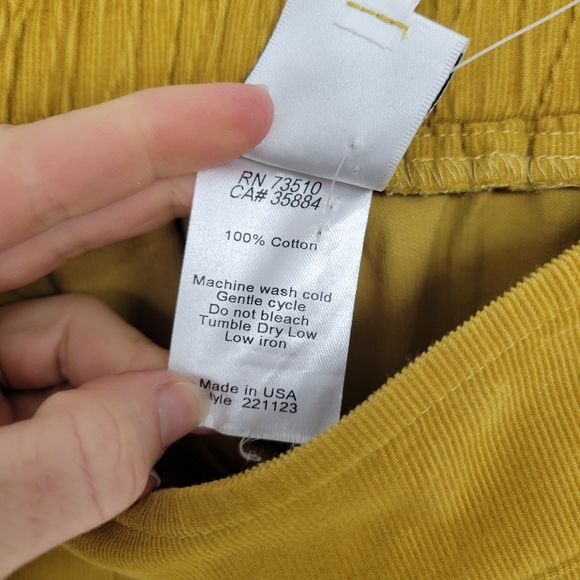 RN 73510
CA# 35884
100% Cotton
Machine wash cold
Gentle cycle
Do not bleach
Tumble Dry Low
Low iron
Made in USA
tyle 221123